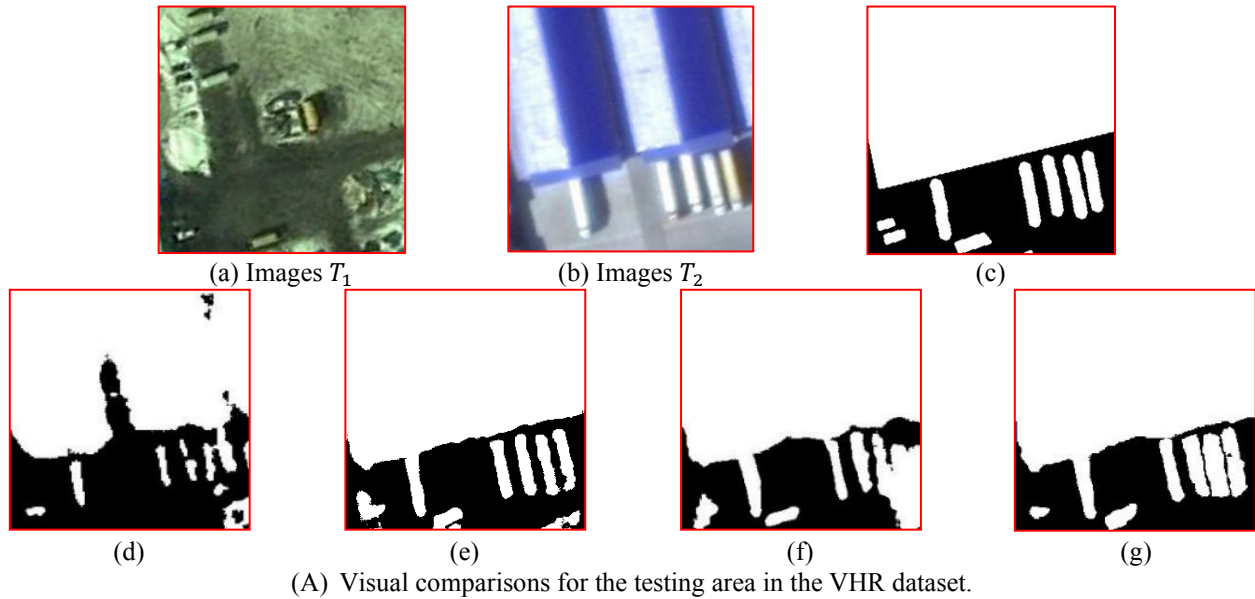 (a) Images T₁
(b) Images T₂
(c)
(d)
(e)
(f)
(g)
(A) Visual comparisons for the testing area in the VHR dataset.